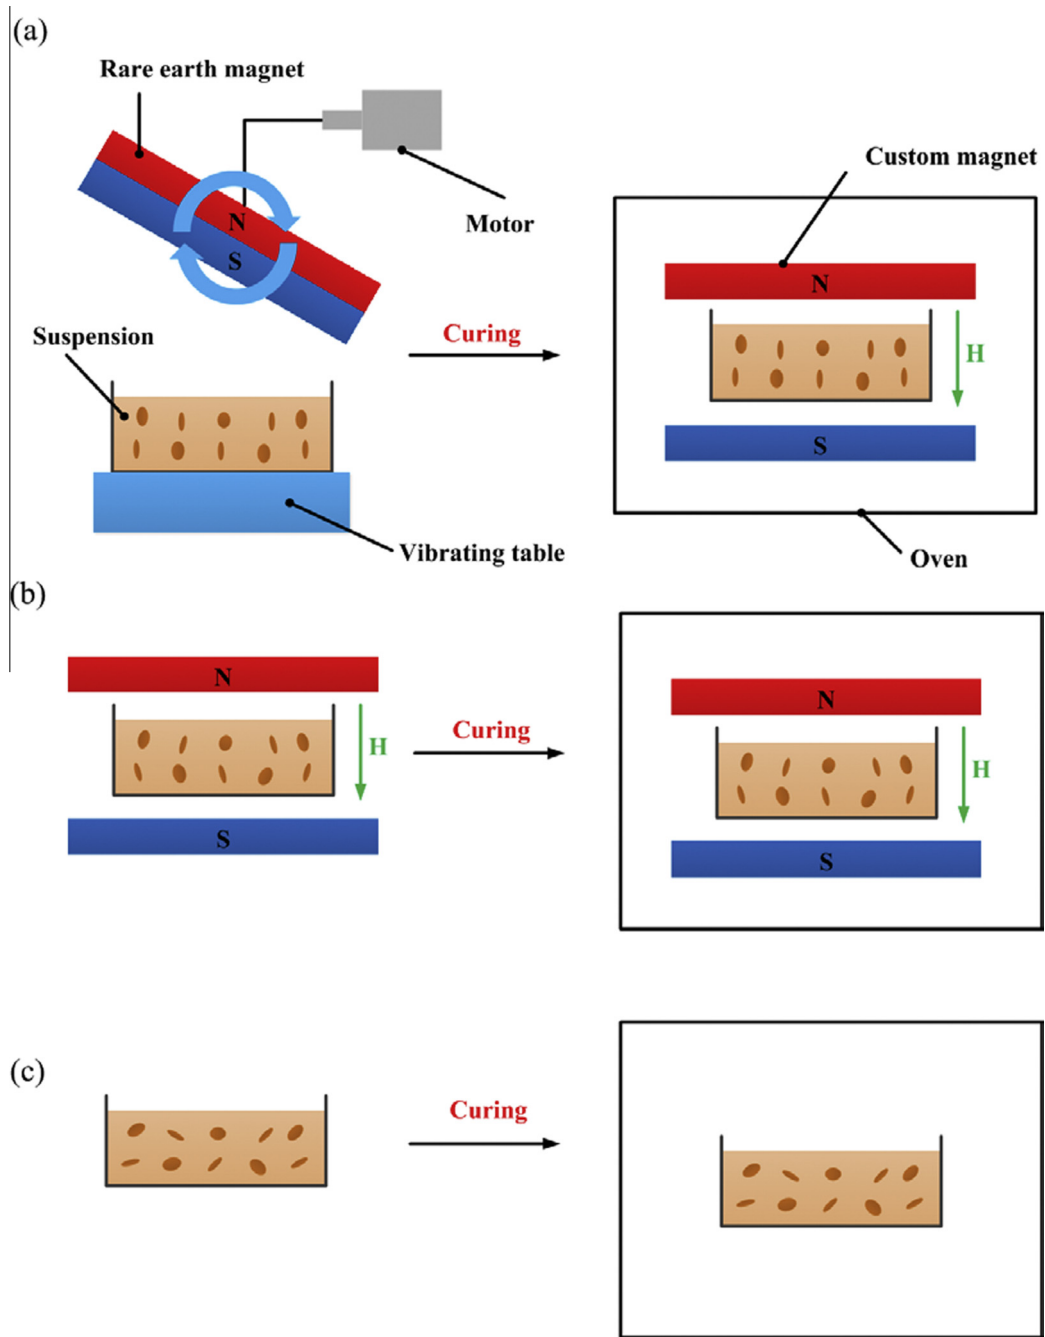 (a)
Rare earth magnet
Custom magnet
Motor
N
S
N
Suspension
Curing
H
S
Vibrating table
Oven
(b)
N
N
H
Curing
H
S
S
(c)
Curing